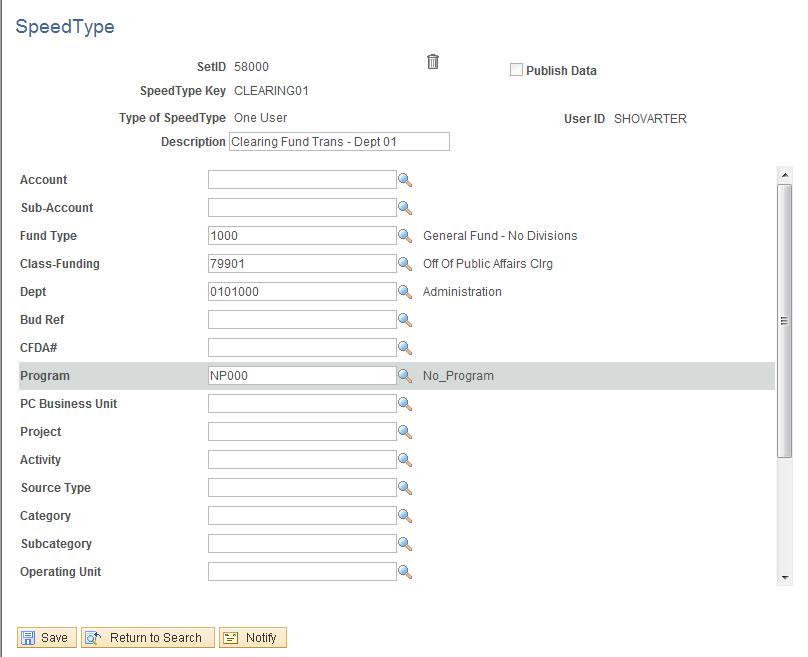 SpeedType
SetID 58000
Publish Data
SpeedType Key CLEARING01
Type of SpeedType One User
User ID SHOVARTER
Description Clearing Fund Trans - Dept 01
Account
Sub-Account
Fund Type 1000 General Fund - No Divisions
Class-Funding 79901 Off Of Public Affairs Clrg
Dept 0101000 Administration
Bud Ref
CFDA#
Program NP000 No_Program
PC Business Unit
Project
Activity
Source Type
Category
Subcategory
Operating Unit
Save Return to Search Notify